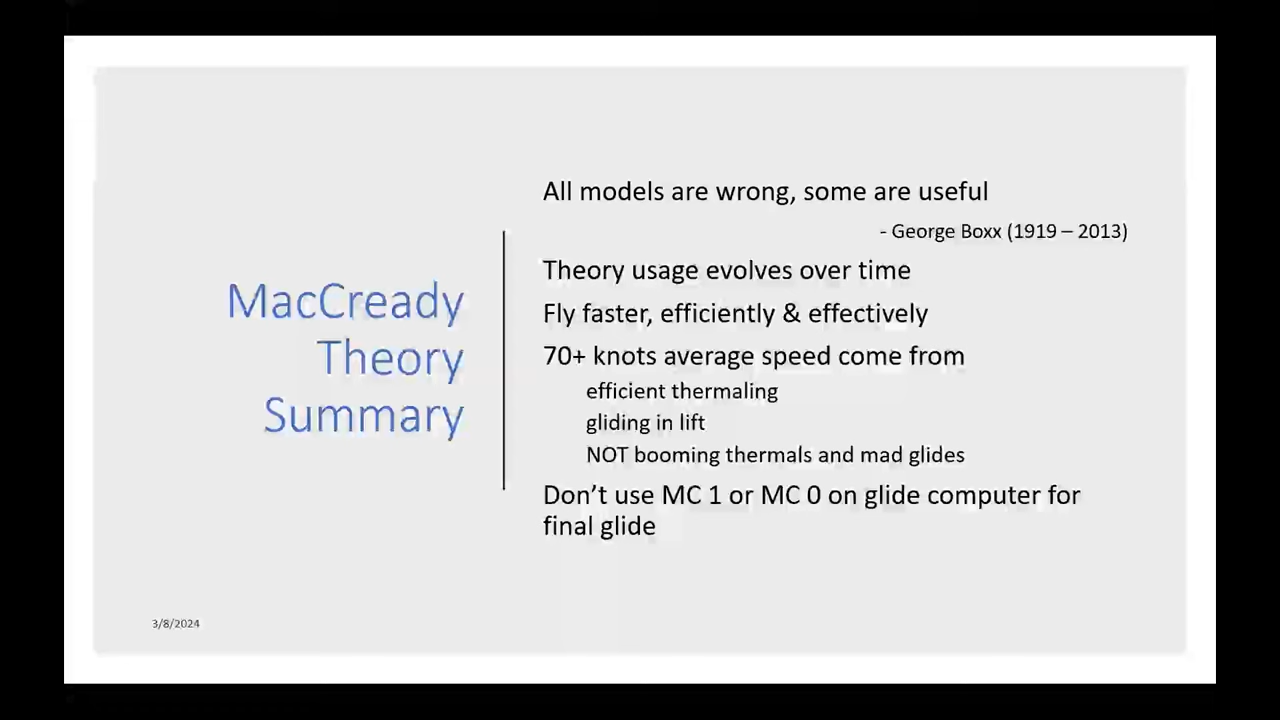 MacCready
Theory
Summary
All models are wrong, some are useful
- George Boxx (1919 – 2013)
Theory usage evolves over time
Fly faster, efficiently & effectively
70+ knots average speed come from
efficient thermaling
gliding in lift
NOT booming thermals and mad glides
Don’t use MC 1 or MC 0 on glide computer for
final glide
3/8/2024